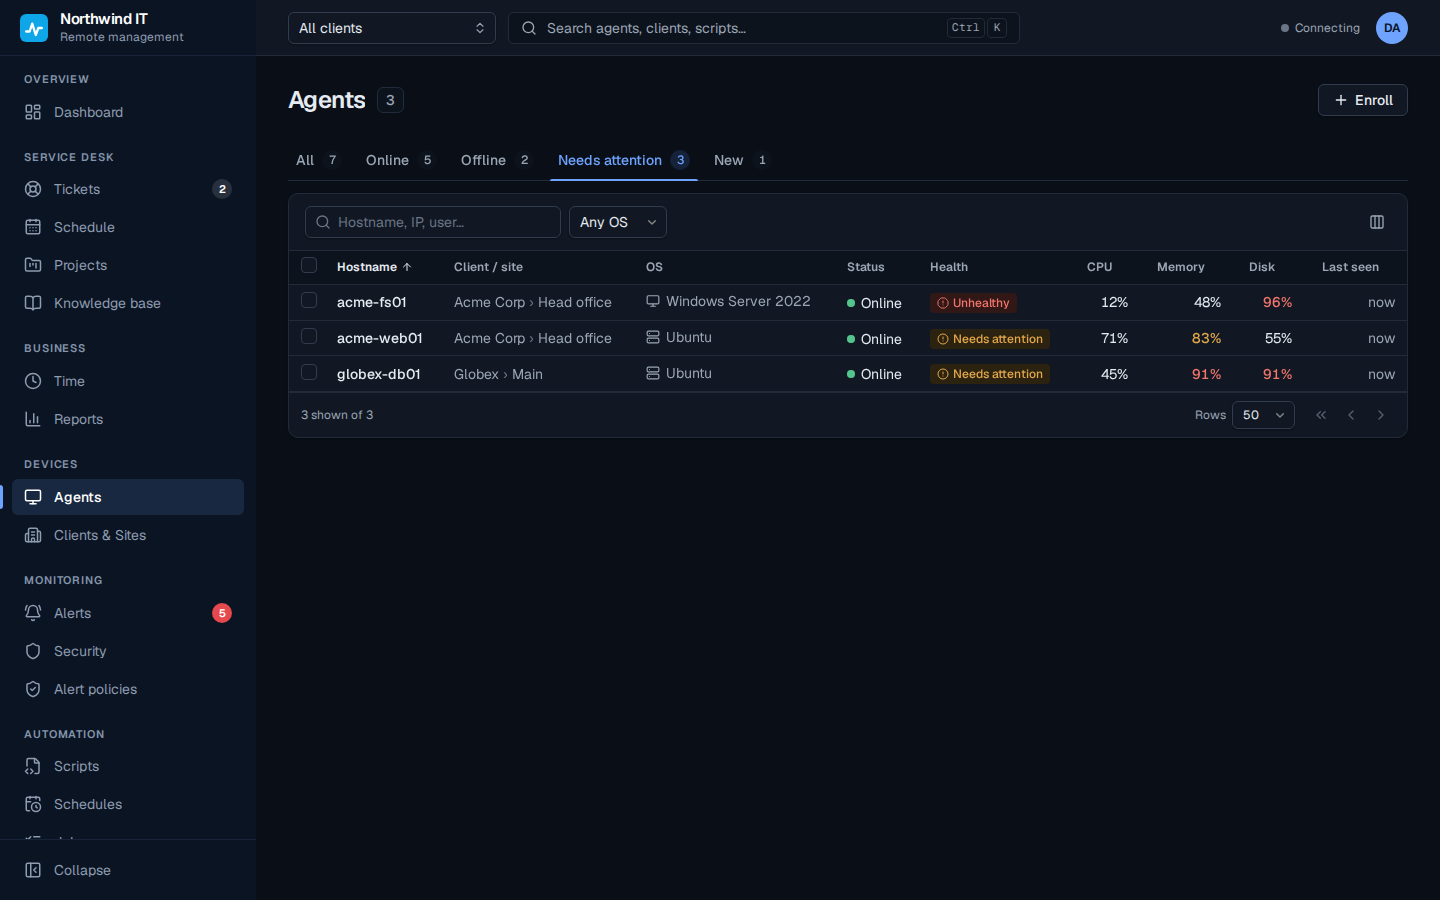 Northwind IT
Remote management
All clients
Search agents, clients, scripts...
Ctrl K
Connecting
DA
OVERVIEW
Dashboard
SERVICE DESK
Tickets 2
Schedule
Projects
Knowledge base
BUSINESS
Time
Reports
DEVICES
Agents
Clients & Sites
MONITORING
Alerts 5
Security
Alert policies
AUTOMATION
Scripts
Schedules
Collapse
Agents 3
Enroll
All 7 Online 5 Offline 2 Needs attention 3 New 1
Hostname, IP, user...
Any OS
Hostname Client / site OS Status Health CPU Memory Disk Last seen
acme-fs01 Acme Corp › Head office Windows Server 2022 Online Unhealthy 12% 48% 96% now
acme-web01 Acme Corp › Head office Ubuntu Online Needs attention 71% 83% 55% now
globex-db01 Globex › Main Ubuntu Online Needs attention 45% 91% 91% now
3 shown of 3
Rows 50